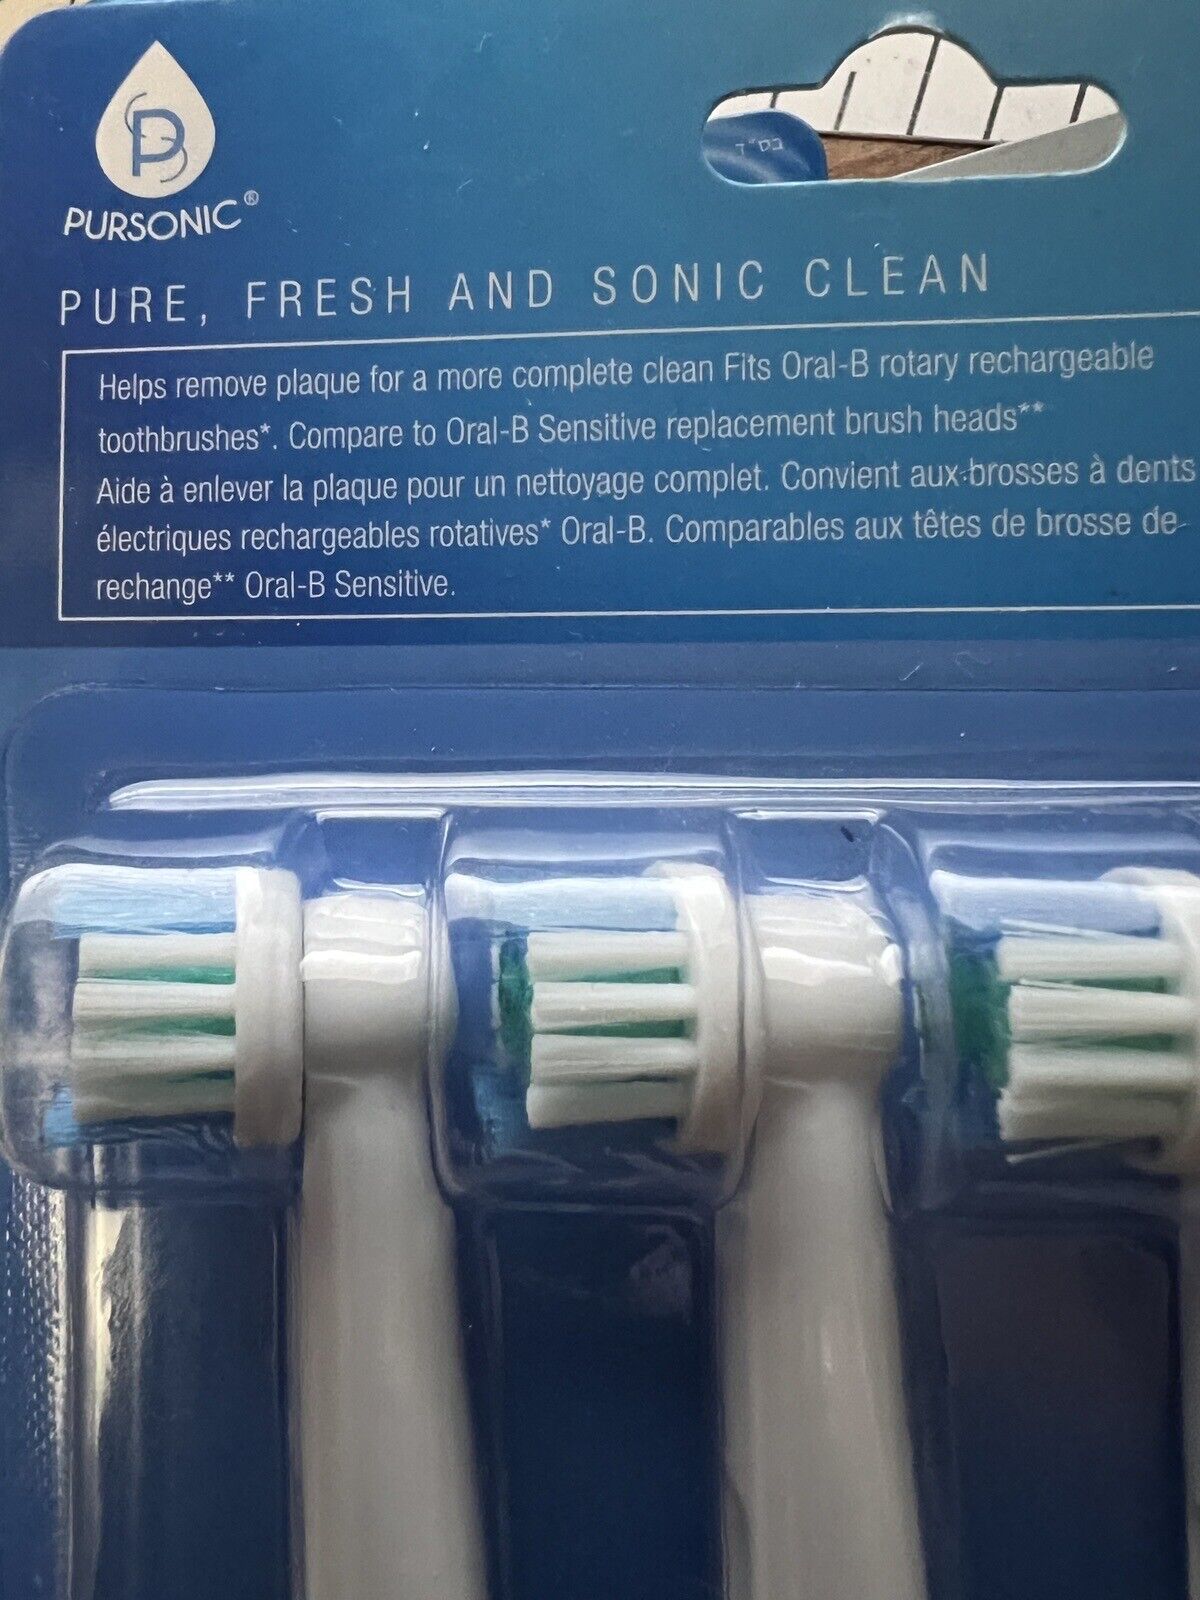 PURSONIC®
בס"ד
PURE, FRESH AND SONIC CLEAN
Helps remove plaque for a more complete clean Fits Oral-B rotary rechargeable
toothbrushes*. Compare to Oral-B Sensitive replacement brush heads**
Aide à enlever la plaque pour un nettoyage complet. Convient aux brosses à dents
électriques rechargeables rotatives* Oral-B. Comparables aux têtes de brosse de
rechange** Oral-B Sensitive.